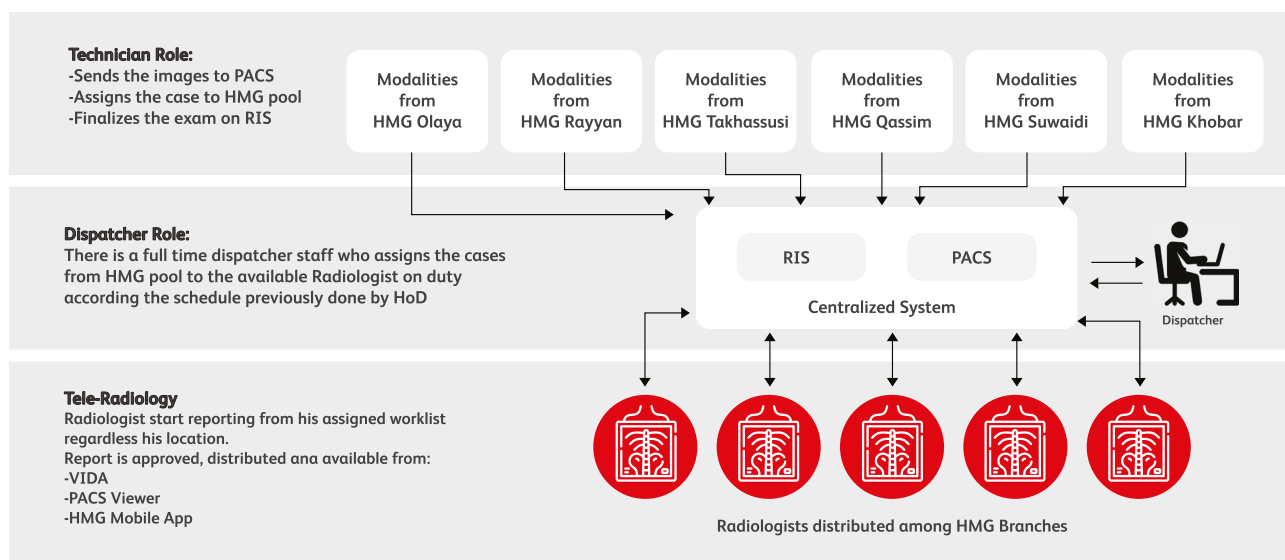 Technician Role:
-Sends the images to PACS
-Assigns the case to HMG pool
-Finalizes the exam on RIS
Modalities
from
HMG Olaya
Modalities
from
HMG Rayyan
Modalities
from
HMG Takhassusi
Modalities
from
HMG Qassim
Modalities
from
HMG Suwaidi
Modalities
from
HMG Khobar
Dispatcher Role:
There is a full time dispatcher staff who assigns the cases
from HMG pool to the available Radiologist on duty
according the schedule previously done by HoD
RIS
PACS
Centralized System
Dispatcher
Tele-Radiology
Radiologist start reporting from his assigned worklist
regardless his location.
Report is approved, distributed ana available from:
-VIDA
-PACS Viewer
-HMG Mobile App
Radiologists distributed among HMG Branches